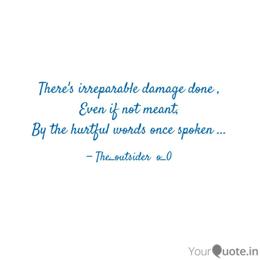 There's irreparable damage done ,
Even if not meant,
By the hurtful words once spoken ...
– The_outsider o_0
YourQuote.in